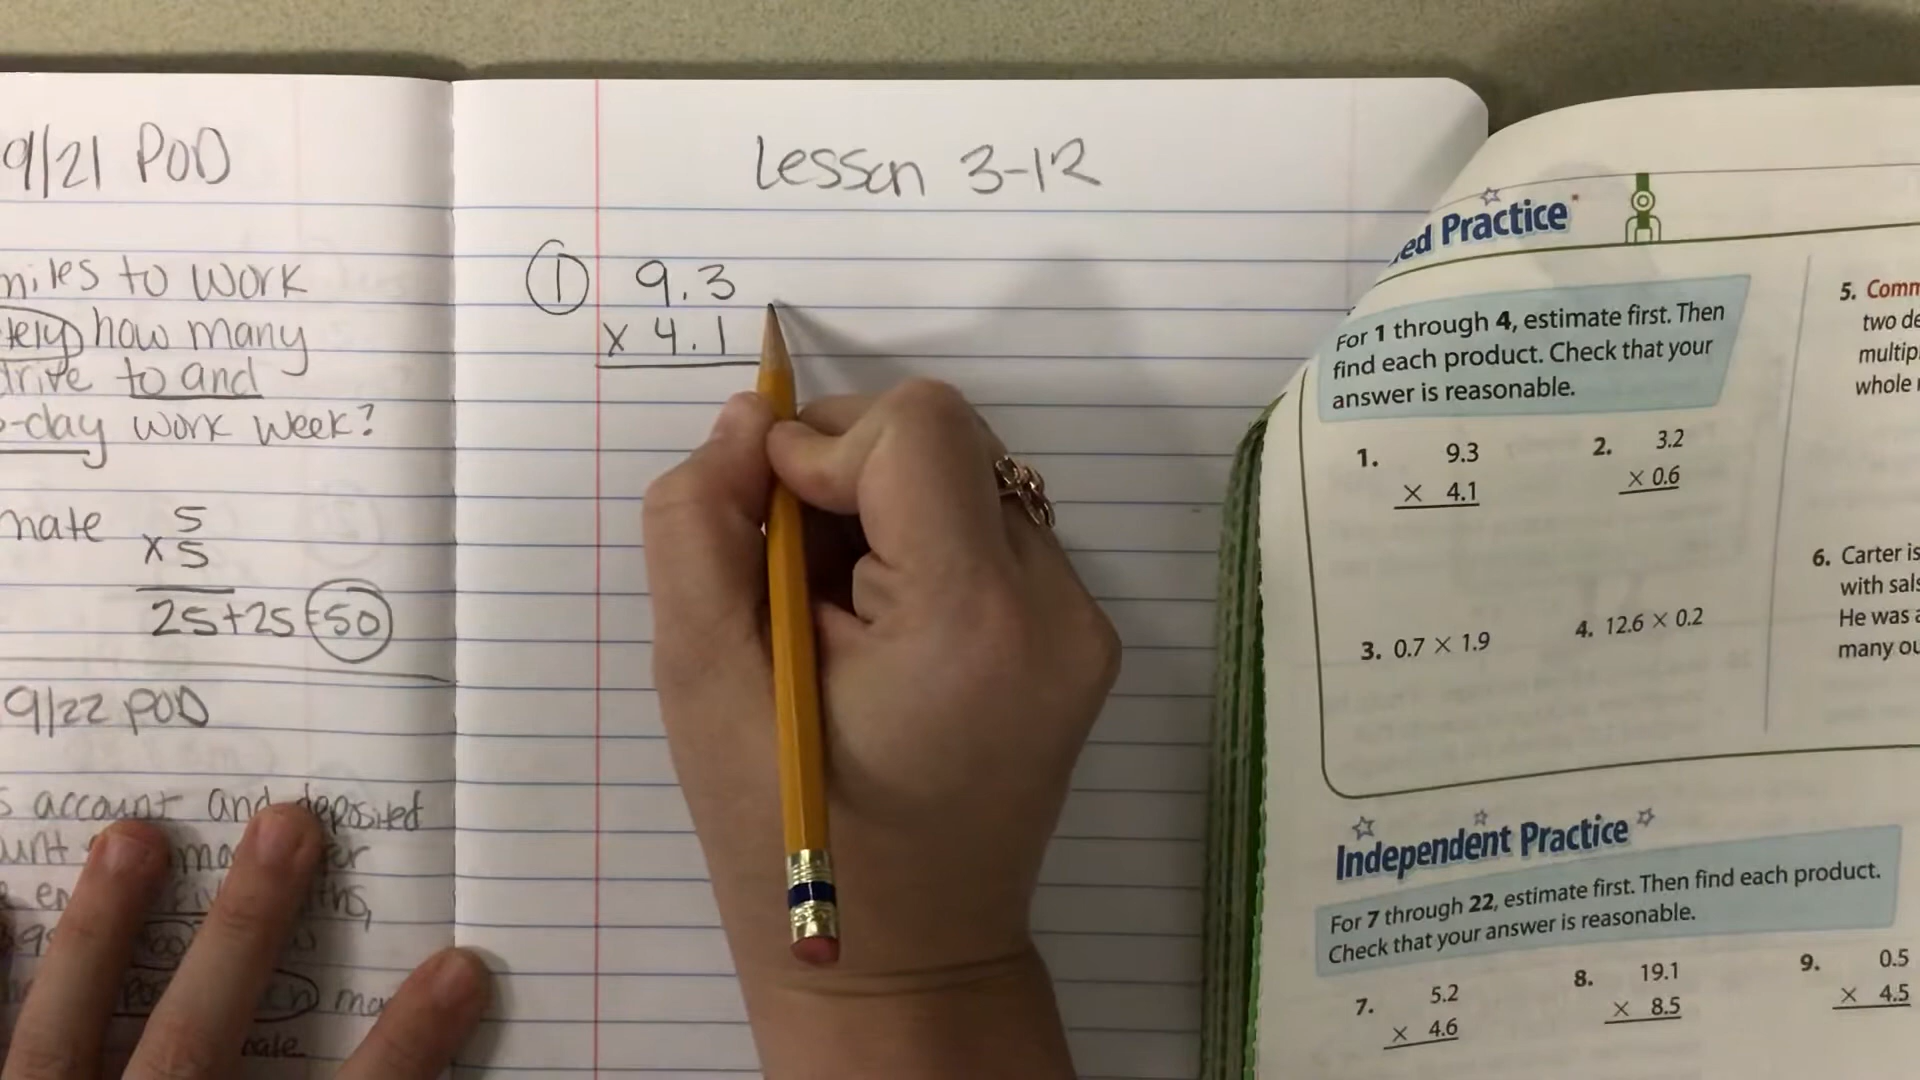 9/21 POD
miles to work
how many
to and
-day work week?
mate 5
x 5
25+25=50
9/22 POD
account and deposited
Lesson 3-12
① 9.3
x 4.1
Practice
For 1 through 4, estimate first. Then
find each product. Check that your
answer is reasonable.
1. 9.3
× 4.1
2. 3.2
× 0.6
3. 0.7 × 1.9
4. 12.6 × 0.2
5. Comm
two de
multip
whole
6. Carter is
with sals
He was a
many ou
Independent Practice
For 7 through 22, estimate first. Then find each product.
Check that your answer is reasonable.
7. 5.2
× 4.6
8. 19.1
× 8.5
9. 0.5
× 4.5